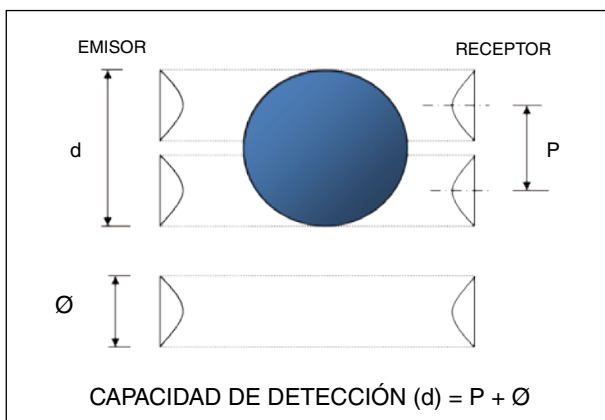 EMISOR
RECEPTOR
d
P
Ø
CAPACIDAD DE DETECCIÓN (d) = P + Ø